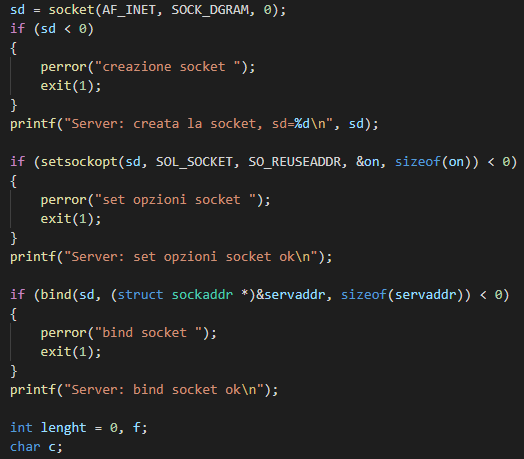 sd = socket(AF_INET, SOCK_DGRAM, 0);
if (sd < 0)
{
    perror("creazione socket ");
    exit(1);
}
printf("Server: creata la socket, sd=%d\n", sd);

if (setsockopt(sd, SOL_SOCKET, SO_REUSEADDR, &on, sizeof(on)) < 0)
{
    perror("set opzioni socket ");
    exit(1);
}
printf("Server: set opzioni socket ok\n");

if (bind(sd, (struct sockaddr *)&servaddr, sizeof(servaddr)) < 0)
{
    perror("bind socket ");
    exit(1);
}
printf("Server: bind socket ok\n");

int lenght = 0, f;
char c;